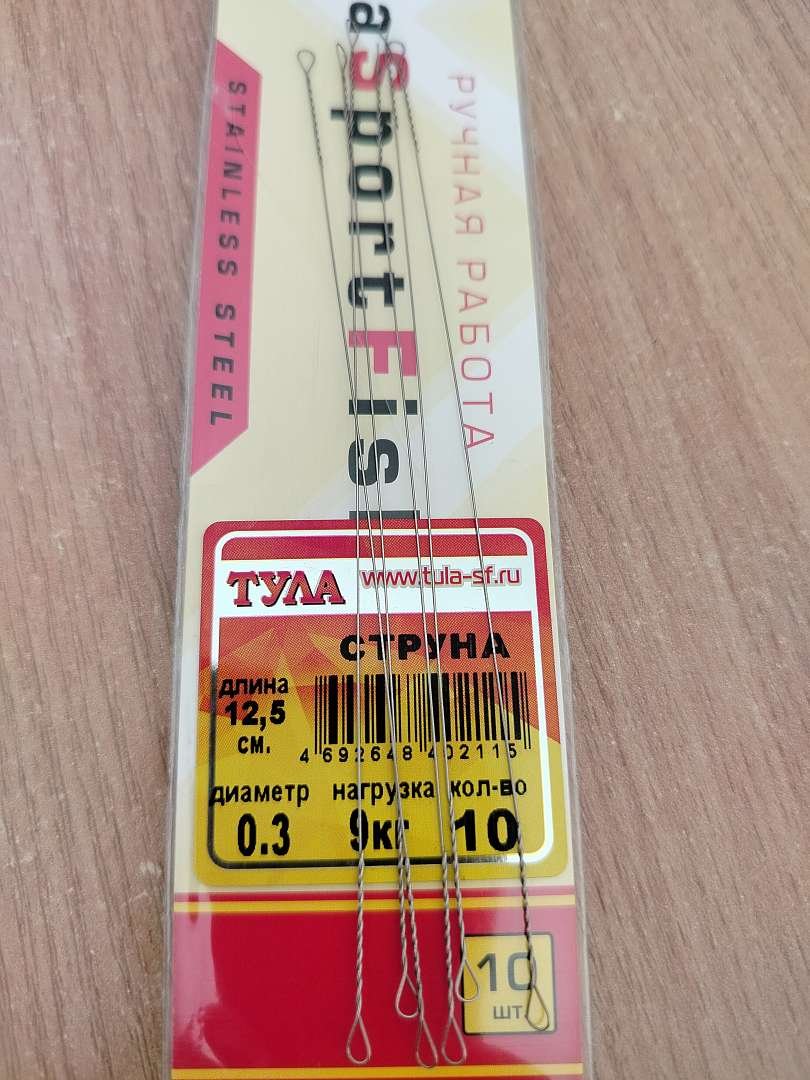 STAINLESS STEEL
aSportFish
РУЧНАЯ РАБОТА
ТУЛА
www.tula-sf.ru
СТРУНА
длина
12,5
см.
4 692648 402115
диаметр нагрузка кол-во
0.3 9кг 10
10
шт.